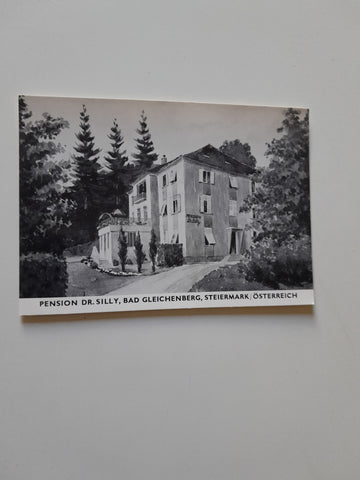 PENSION DR. SILLY, BAD GLEICHENBERG, STEIERMARK/ÖSTERREICH